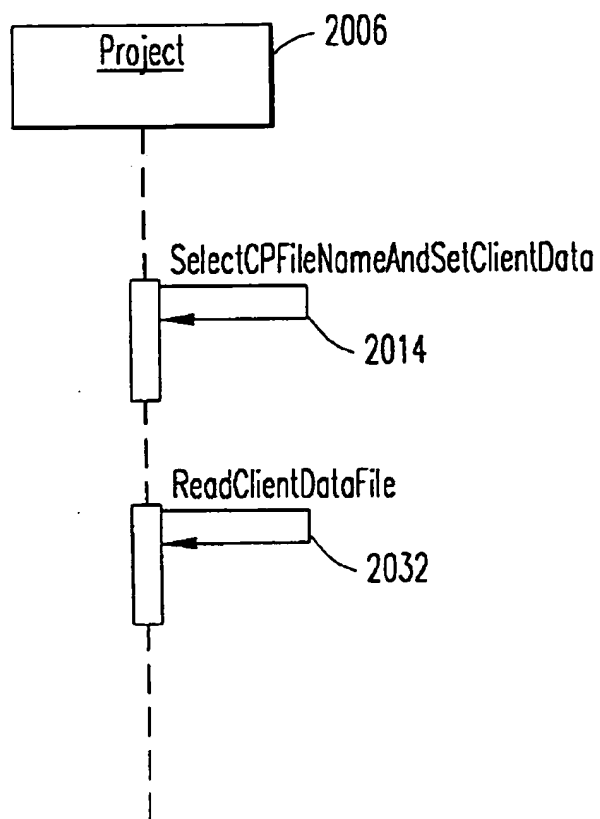 Project
2006
SelectCPFileNameAndSetClientData
2014
ReadClientDataFile
2032